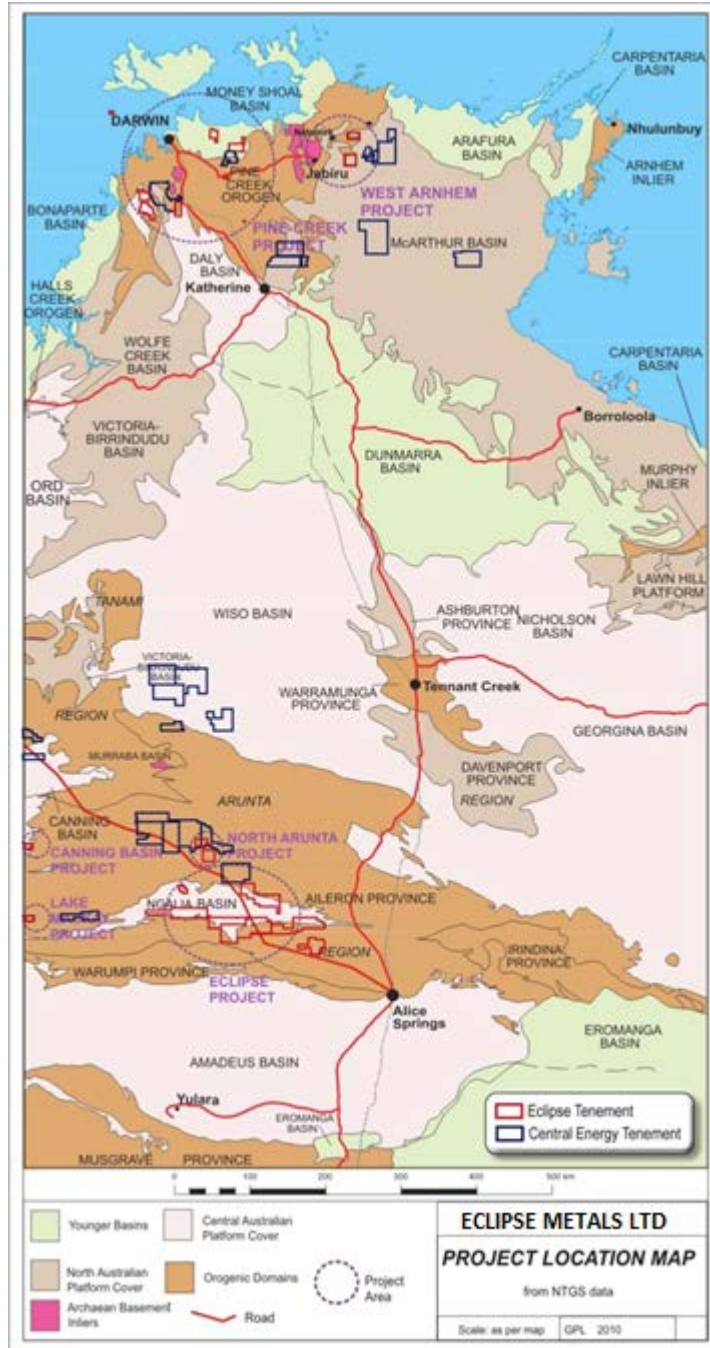 CARPENTARIA
BASIN
MONEY SHOAL
BASIN
DARWIN
Nhulunbuy
ARAFURA
BASIN
ARNHEM
INLIER
PINE
CREEK
OROGEN
Jabiru
WEST ARNHEM
PROJECT
BONAPARTE
BASIN
PINE CREEK
PROJECT
McARTHUR BASIN
DALY
BASIN
HALLS
CREEK
OROGEN
Katherine
WOLFE
CREEK
BASIN
CARPENTARIA
BASIN
VICTORIA-
BIRRINDUDU
BASIN
Borroloola
DUNMARRA
BASIN
ORD
BASIN
MURPHY
INLIER
LAWN HILL
PLATFORM
TANAMI
WISO BASIN
ASHBURTON
PROVINCE
NICHOLSON
BASIN
VICTORIA-
BASIN
WARRAMUNGA
PROVINCE
Tennant Creek
REGION
GEORGINA BASIN
MURRABA BASIN
DAVENPORT
PROVINCE
REGION
ARUNTA
CANNING
BASIN
CANNING BASIN
PROJECT
NORTH ARUNTA
PROJECT
LAKE
PROJECT
NGALIA BASIN
AILERON PROVINCE
REGION
IRINDINA
PROVINCE
WARUMPI PROVINCE
ECLIPSE
PROJECT
Alice
Springs
EROMANGA
BASIN
AMADEUS BASIN
Yulara
EROMANGA
BASIN
Eclipse Tenement
Central Energy Tenement
MUSGRAVE PROVINCE
0 100 200 300 400 500 km
Younger Basins
Central Australian
Platform Cover
North Australian
Platform Cover
Orogenic Domains
Project
Area
Archaean Basement
Inliers
Road
ECLIPSE METALS LTD
PROJECT LOCATION MAP
from NTGS data
Scale: as per map
GPL 2010